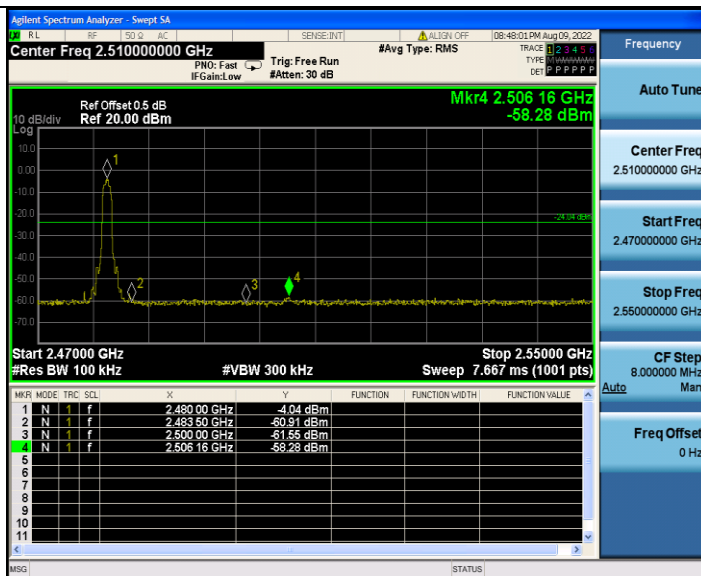 Agilent Spectrum Analyzer - Swept SA
RL RF 50 Ω AC SENSE:INT ALIGN OFF 08:48:01 PM Aug 09, 2022
Center Freq 2.510000000 GHz
PNO: Fast
IFGain:Low
Trig: Free Run
#Atten: 30 dB
#Avg Type: RMS
TRACE 1 2 3 4 5 6
TYPE M W W W W W
DET P P P P P P
Ref Offset 0.5 dB
10 dB/div Ref 20.00 dBm
Log
Mkr4 2.506 16 GHz
-58.28 dBm
10.0
0.00
-10.0
-20.0
-30.0
-40.0
-50.0
-60.0
-70.0
1
2
3
4
-24.04 dBm
Start 2.47000 GHz Stop 2.55000 GHz
#Res BW 100 kHz #VBW 300 kHz Sweep 7.667 ms (1001 pts)
MKR MODE TRC SCL X Y FUNCTION FUNCTION WIDTH FUNCTION VALUE
1 N 1 f 2.480 00 GHz -4.04 dBm
2 N 1 f 2.483 50 GHz -60.91 dBm
3 N 1 f 2.500 00 GHz -61.55 dBm
4 N 1 f 2.506 16 GHz -58.28 dBm
5
6
7
8
9
10
11
MSG STATUS
Frequency
Auto Tune
Center Freq
2.510000000 GHz
Start Freq
2.470000000 GHz
Stop Freq
2.550000000 GHz
CF Step
8.000000 MHz
Auto Man
Freq Offset
0 Hz